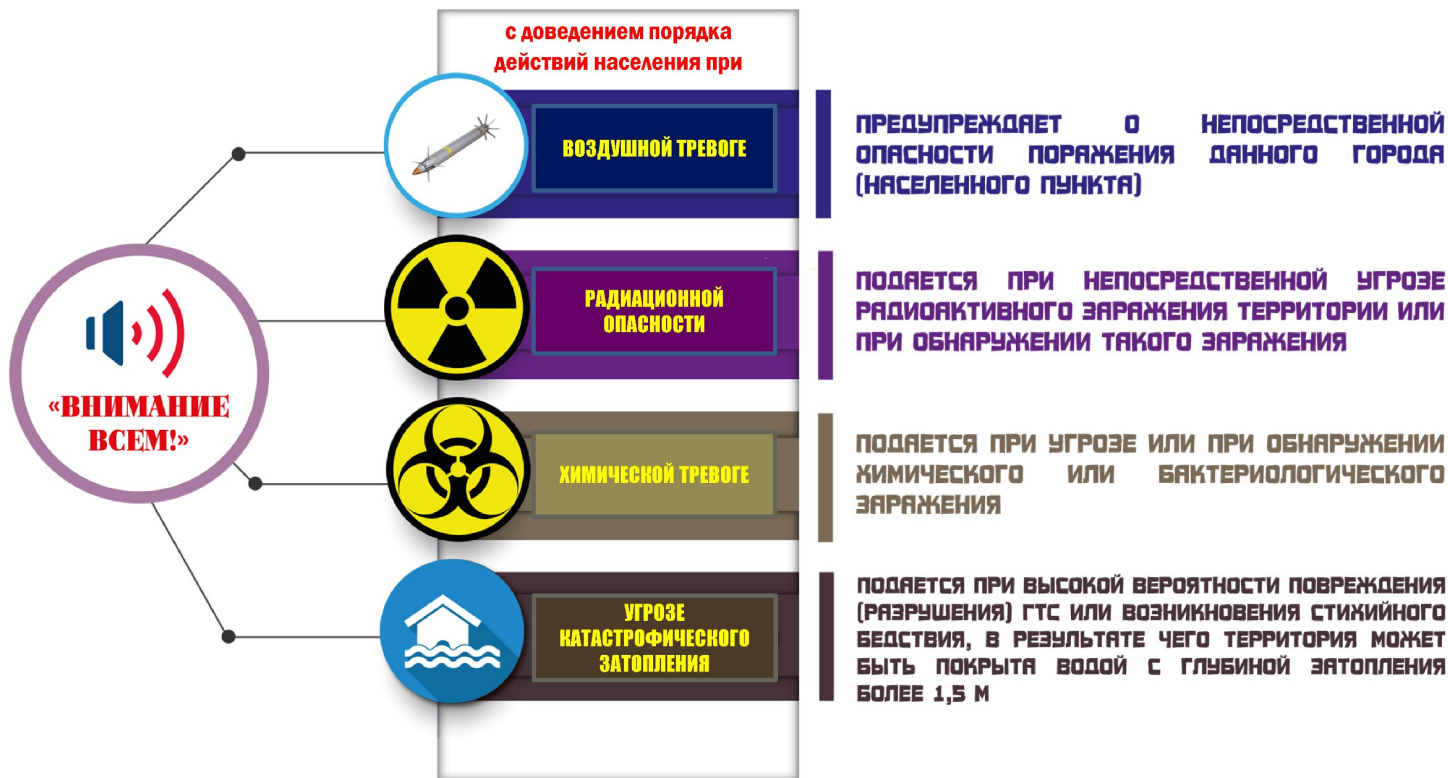 с доведением порядка
действий населения при
«ВНИМАНИЕ
ВСЕМ!»
ВОЗДУШНОЙ ТРЕВОГЕ
ПРЕДУПРЕЖДАЕТ О НЕПОСРЕДСТВЕННОЙ
ОПАСНОСТИ ПОРАЖЕНИЯ ДАННОГО ГОРОДА
(НАСЕЛЕННОГО ПУНКТА)
РАДИАЦИОННОЙ
ОПАСНОСТИ
ПОДАЕТСЯ ПРИ НЕПОСРЕДСТВЕННОЙ УГРОЗЕ
РАДИОАКТИВНОГО ЗАРАЖЕНИЯ ТЕРРИТОРИИ ИЛИ
ПРИ ОБНАРУЖЕНИИ ТАКОГО ЗАРАЖЕНИЯ
ХИМИЧЕСКОЙ ТРЕВОГЕ
ПОДАЕТСЯ ПРИ УГРОЗЕ ИЛИ ПРИ ОБНАРУЖЕНИИ
ХИМИЧЕСКОГО ИЛИ БАКТЕРИОЛОГИЧЕСКОГО
ЗАРАЖЕНИЯ
УГРОЗЕ
КАТАСТРОФИЧЕСКОГО
ЗАТОПЛЕНИЯ
ПОДАЕТСЯ ПРИ ВЫСОКОЙ ВЕРОЯТНОСТИ ПОВРЕЖДЕНИЯ
(РАЗРУШЕНИЯ) ГТС ИЛИ ВОЗНИКНОВЕНИЯ СТИХИЙНОГО
БЕДСТВИЯ, В РЕЗУЛЬТАТЕ ЧЕГО ТЕРРИТОРИЯ МОЖЕТ
БЫТЬ ПОКРЫТА ВОДОЙ С ГЛУБИНОЙ ЗАТОПЛЕНИЯ
БОЛЕЕ 1,5 М